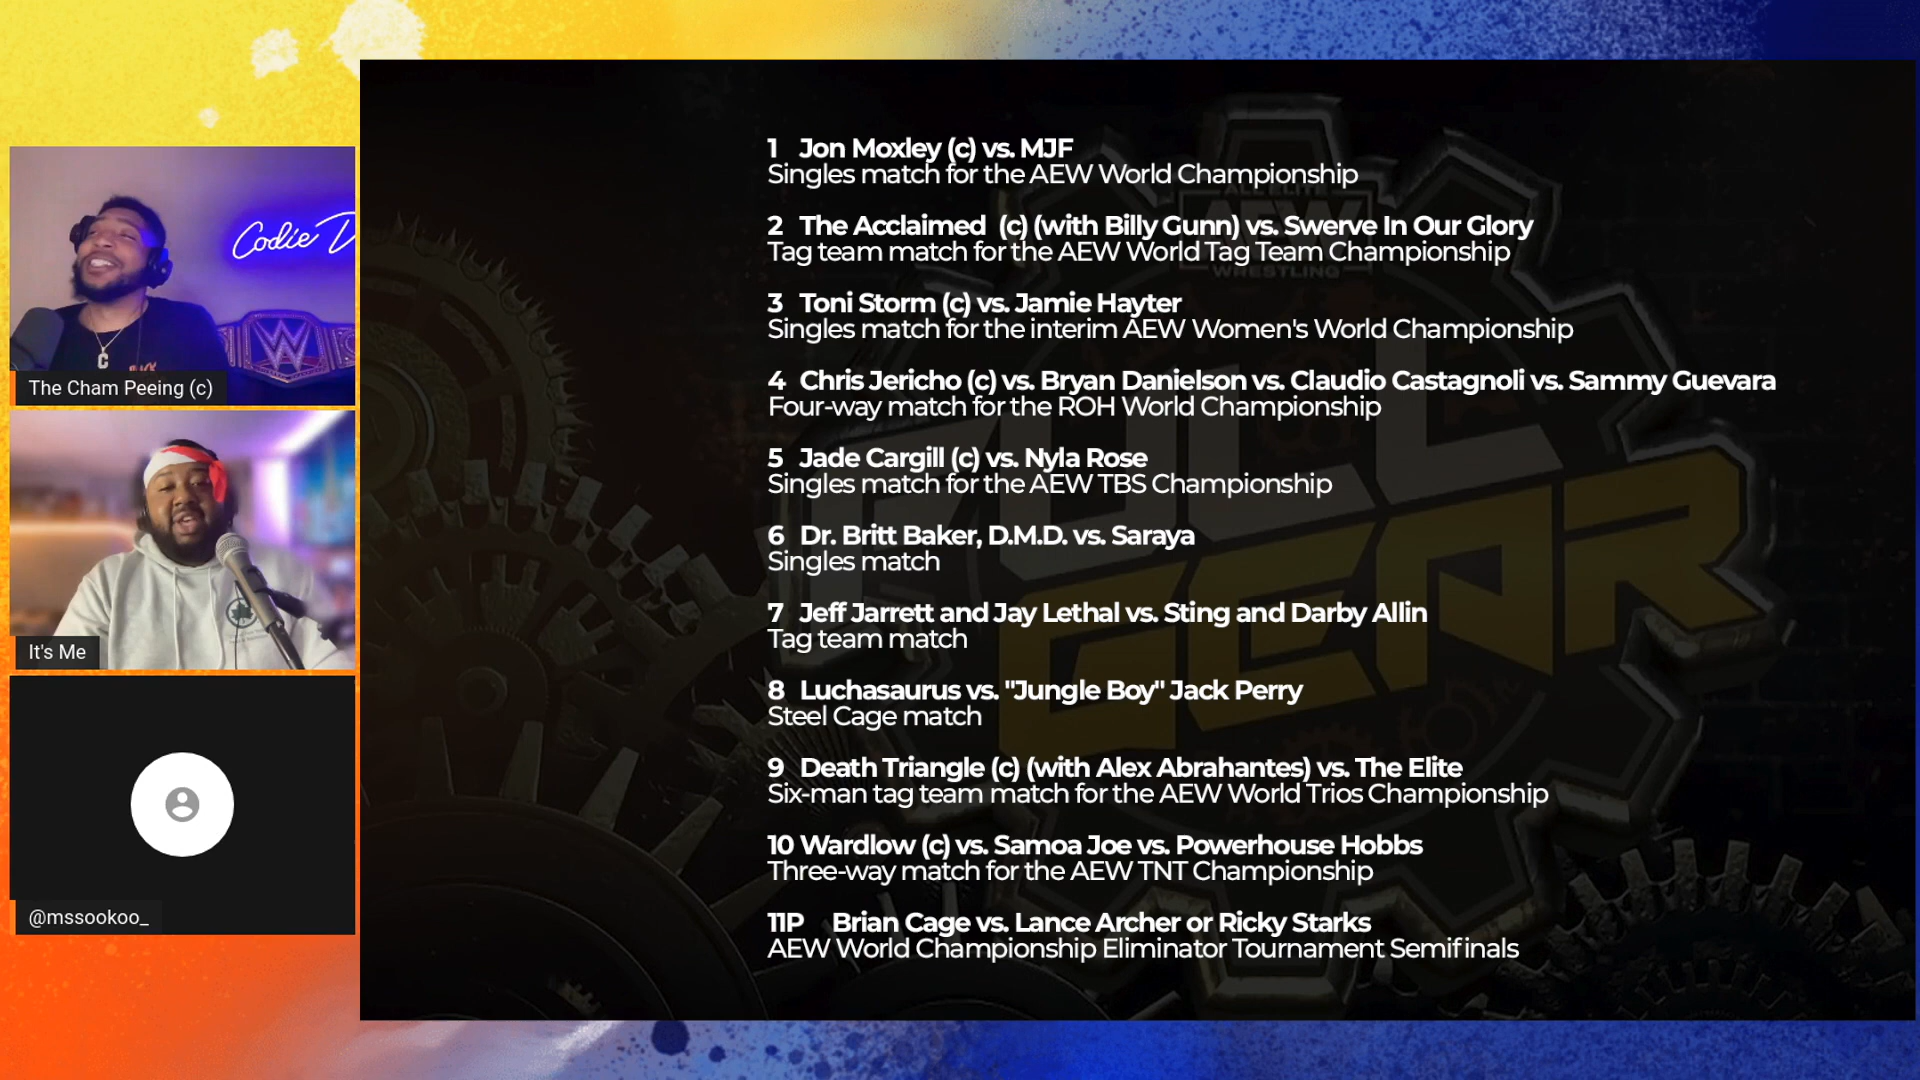 Codie D
C
The Cham Peeing (c)
It's Me
@mssookoo_
1 Jon Moxley (c) vs. MJF
Singles match for the AEW World Championship
2 The Acclaimed (c) (with Billy Gunn) vs. Swerve In Our Glory
Tag team match for the AEW World Tag Team Championship
3 Toni Storm (c) vs. Jamie Hayter
Singles match for the interim AEW Women's World Championship
4 Chris Jericho (c) vs. Bryan Danielson vs. Claudio Castagnoli vs. Sammy Guevara
Four-way match for the ROH World Championship
5 Jade Cargill (c) vs. Nyla Rose
Singles match for the AEW TBS Championship
6 Dr. Britt Baker, D.M.D. vs. Saraya
Singles match
7 Jeff Jarrett and Jay Lethal vs. Sting and Darby Allin
Tag team match
8 Luchasaurus vs. "Jungle Boy" Jack Perry
Steel Cage match
9 Death Triangle (c) (with Alex Abrahantes) vs. The Elite
Six-man tag team match for the AEW World Trios Championship
10 Wardlow (c) vs. Samoa Joe vs. Powerhouse Hobbs
Three-way match for the AEW TNT Championship
11P Brian Cage vs. Lance Archer or Ricky Starks
AEW World Championship Eliminator Tournament Semifinals
ALL ELITE
AEW
WRESTLING
FULL
GEAR